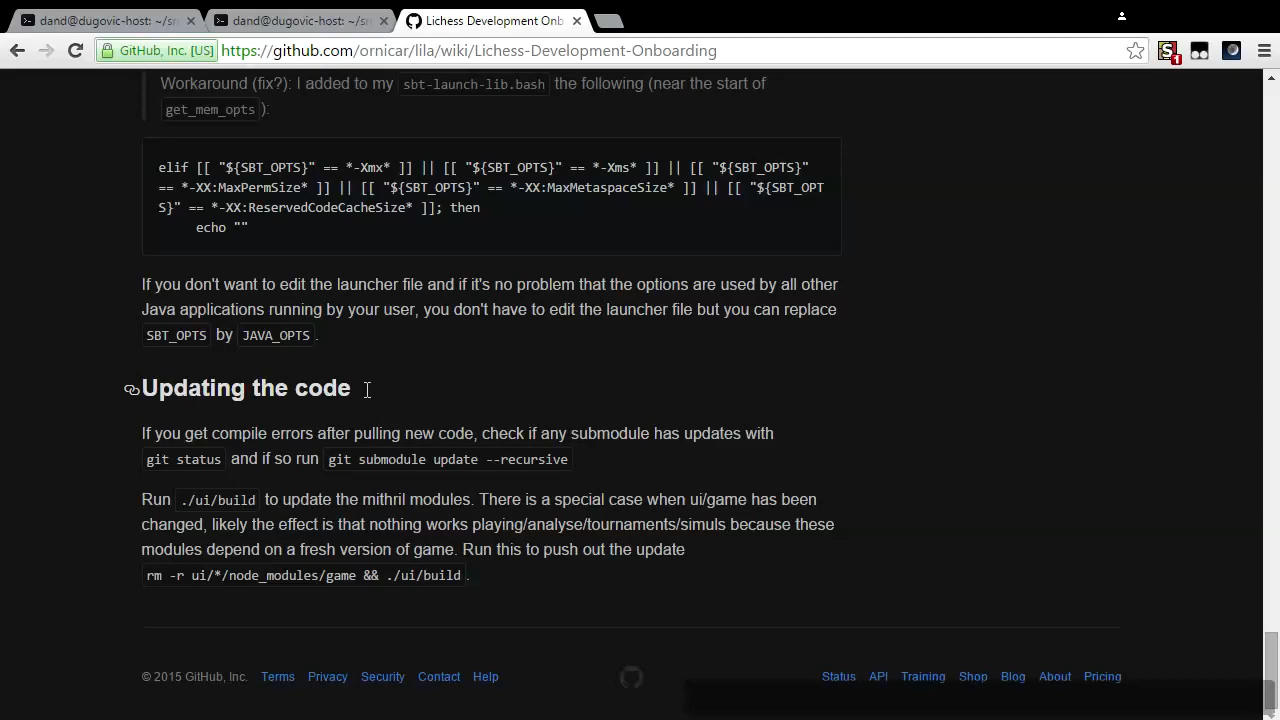 dand@dugovic-host: ~/sn
dand@dugovic-host: ~/sn
Lichess Development Onb
GitHub, Inc. [US]
https://github.com/ornicar/lila/wiki/Lichess-Development-Onboarding
1
Workaround (fix?): I added to my sbt-launch-lib.bash the following (near the start of
get_mem_opts ):
elif [[ "${SBT_OPTS}" == *-Xmx* ]] || [[ "${SBT_OPTS}" == *-Xms* ]] || [[ "${SBT_OPTS}"
== *-XX:MaxPermSize* ]] || [[ "${SBT_OPTS}" == *-XX:MaxMetaspaceSize* ]] || [[ "${SBT_OPT
S}" == *-XX:ReservedCodeCacheSize* ]]; then
echo ""
If you don't want to edit the launcher file and if it's no problem that the options are used by all other
Java applications running by your user, you don't have to edit the launcher file but you can replace
SBT_OPTS by JAVA_OPTS .
Updating the code
If you get compile errors after pulling new code, check if any submodule has updates with
git status and if so run git submodule update --recursive
Run ./ui/build to update the mithril modules. There is a special case when ui/game has been
changed, likely the effect is that nothing works playing/analyse/tournaments/simuls because these
modules depend on a fresh version of game. Run this to push out the update
rm -r ui/*/node_modules/game && ./ui/build .
© 2015 GitHub, Inc. Terms Privacy Security Contact Help
Status API Training Shop Blog About Pricing